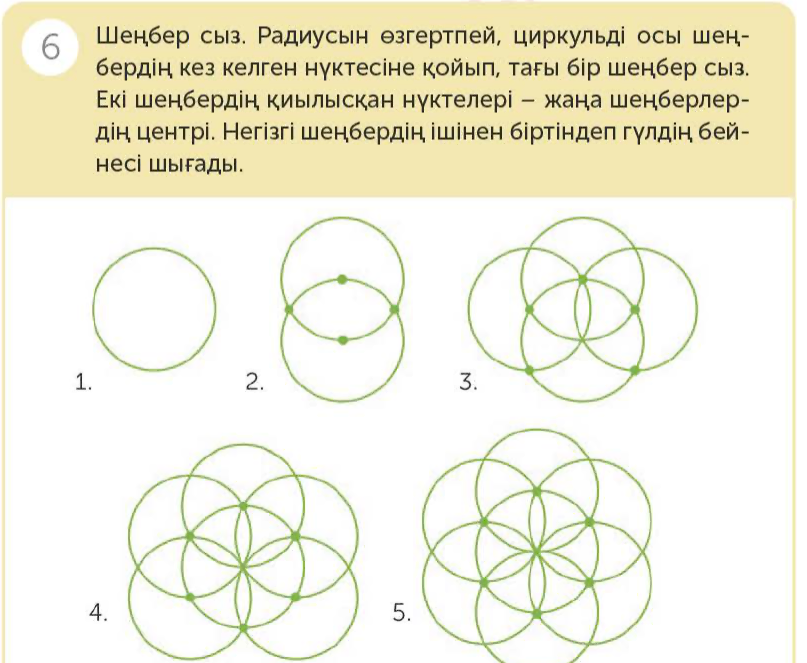 6
Шеңбер сыз. Радиусын өзгертпей, циркульді осы шең-
бердің кез келген нүктесіне қойып, тағы бір шеңбер сыз.
Екі шеңбердің қиылысқан нүктелері – жаңа шеңберлер-
дің центрі. Негізгі шеңбердің ішінен біртіндеп гүлдің бей-
несі шығады.
1.
2.
3.
4.
5.